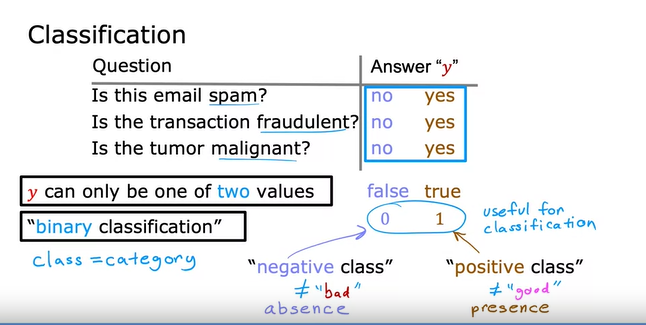 Classification
Question Answer "y"
Is this email spam? no yes
Is the transaction fraudulent? no yes
Is the tumor malignant? no yes
y can only be one of two values
false true
"binary classification"
0 1
useful for
classification
class = category
"negative class" "positive class"
≠ "bad" ≠ "good"
absence presence